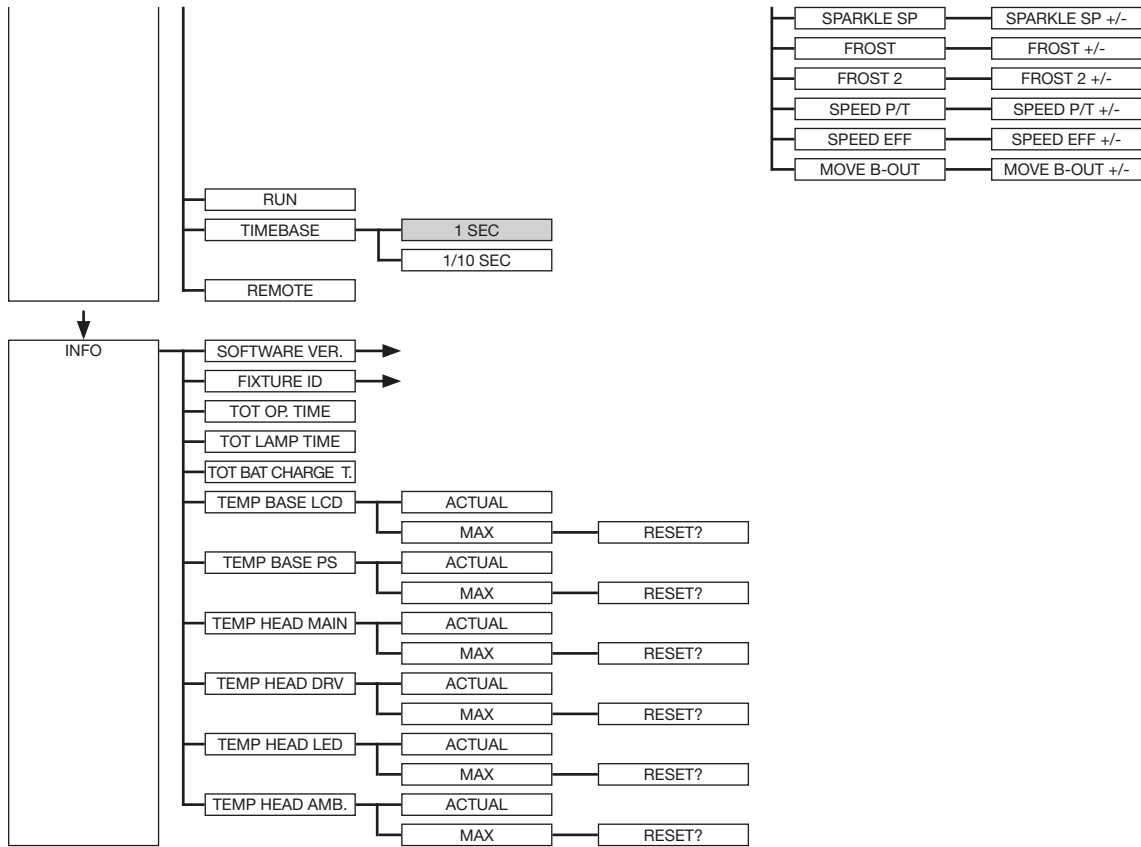 SPARKLE SP SPARKLE SP +/-
FROST FROST +/-
FROST 2 FROST 2 +/-
SPEED P/T SPEED P/T +/-
SPEED EFF SPEED EFF +/-
MOVE B-OUT MOVE B-OUT +/-
RUN
TIMEBASE 1 SEC
1/10 SEC
REMOTE
INFO SOFTWARE VER.
FIXTURE ID
TOT OP. TIME
TOT LAMP TIME
TOT BAT CHARGE T.
TEMP BASE LCD ACTUAL
MAX RESET?
TEMP BASE PS ACTUAL
MAX RESET?
TEMP HEAD MAIN ACTUAL
MAX RESET?
TEMP HEAD DRV ACTUAL
MAX RESET?
TEMP HEAD LED ACTUAL
MAX RESET?
TEMP HEAD AMB. ACTUAL
MAX RESET?